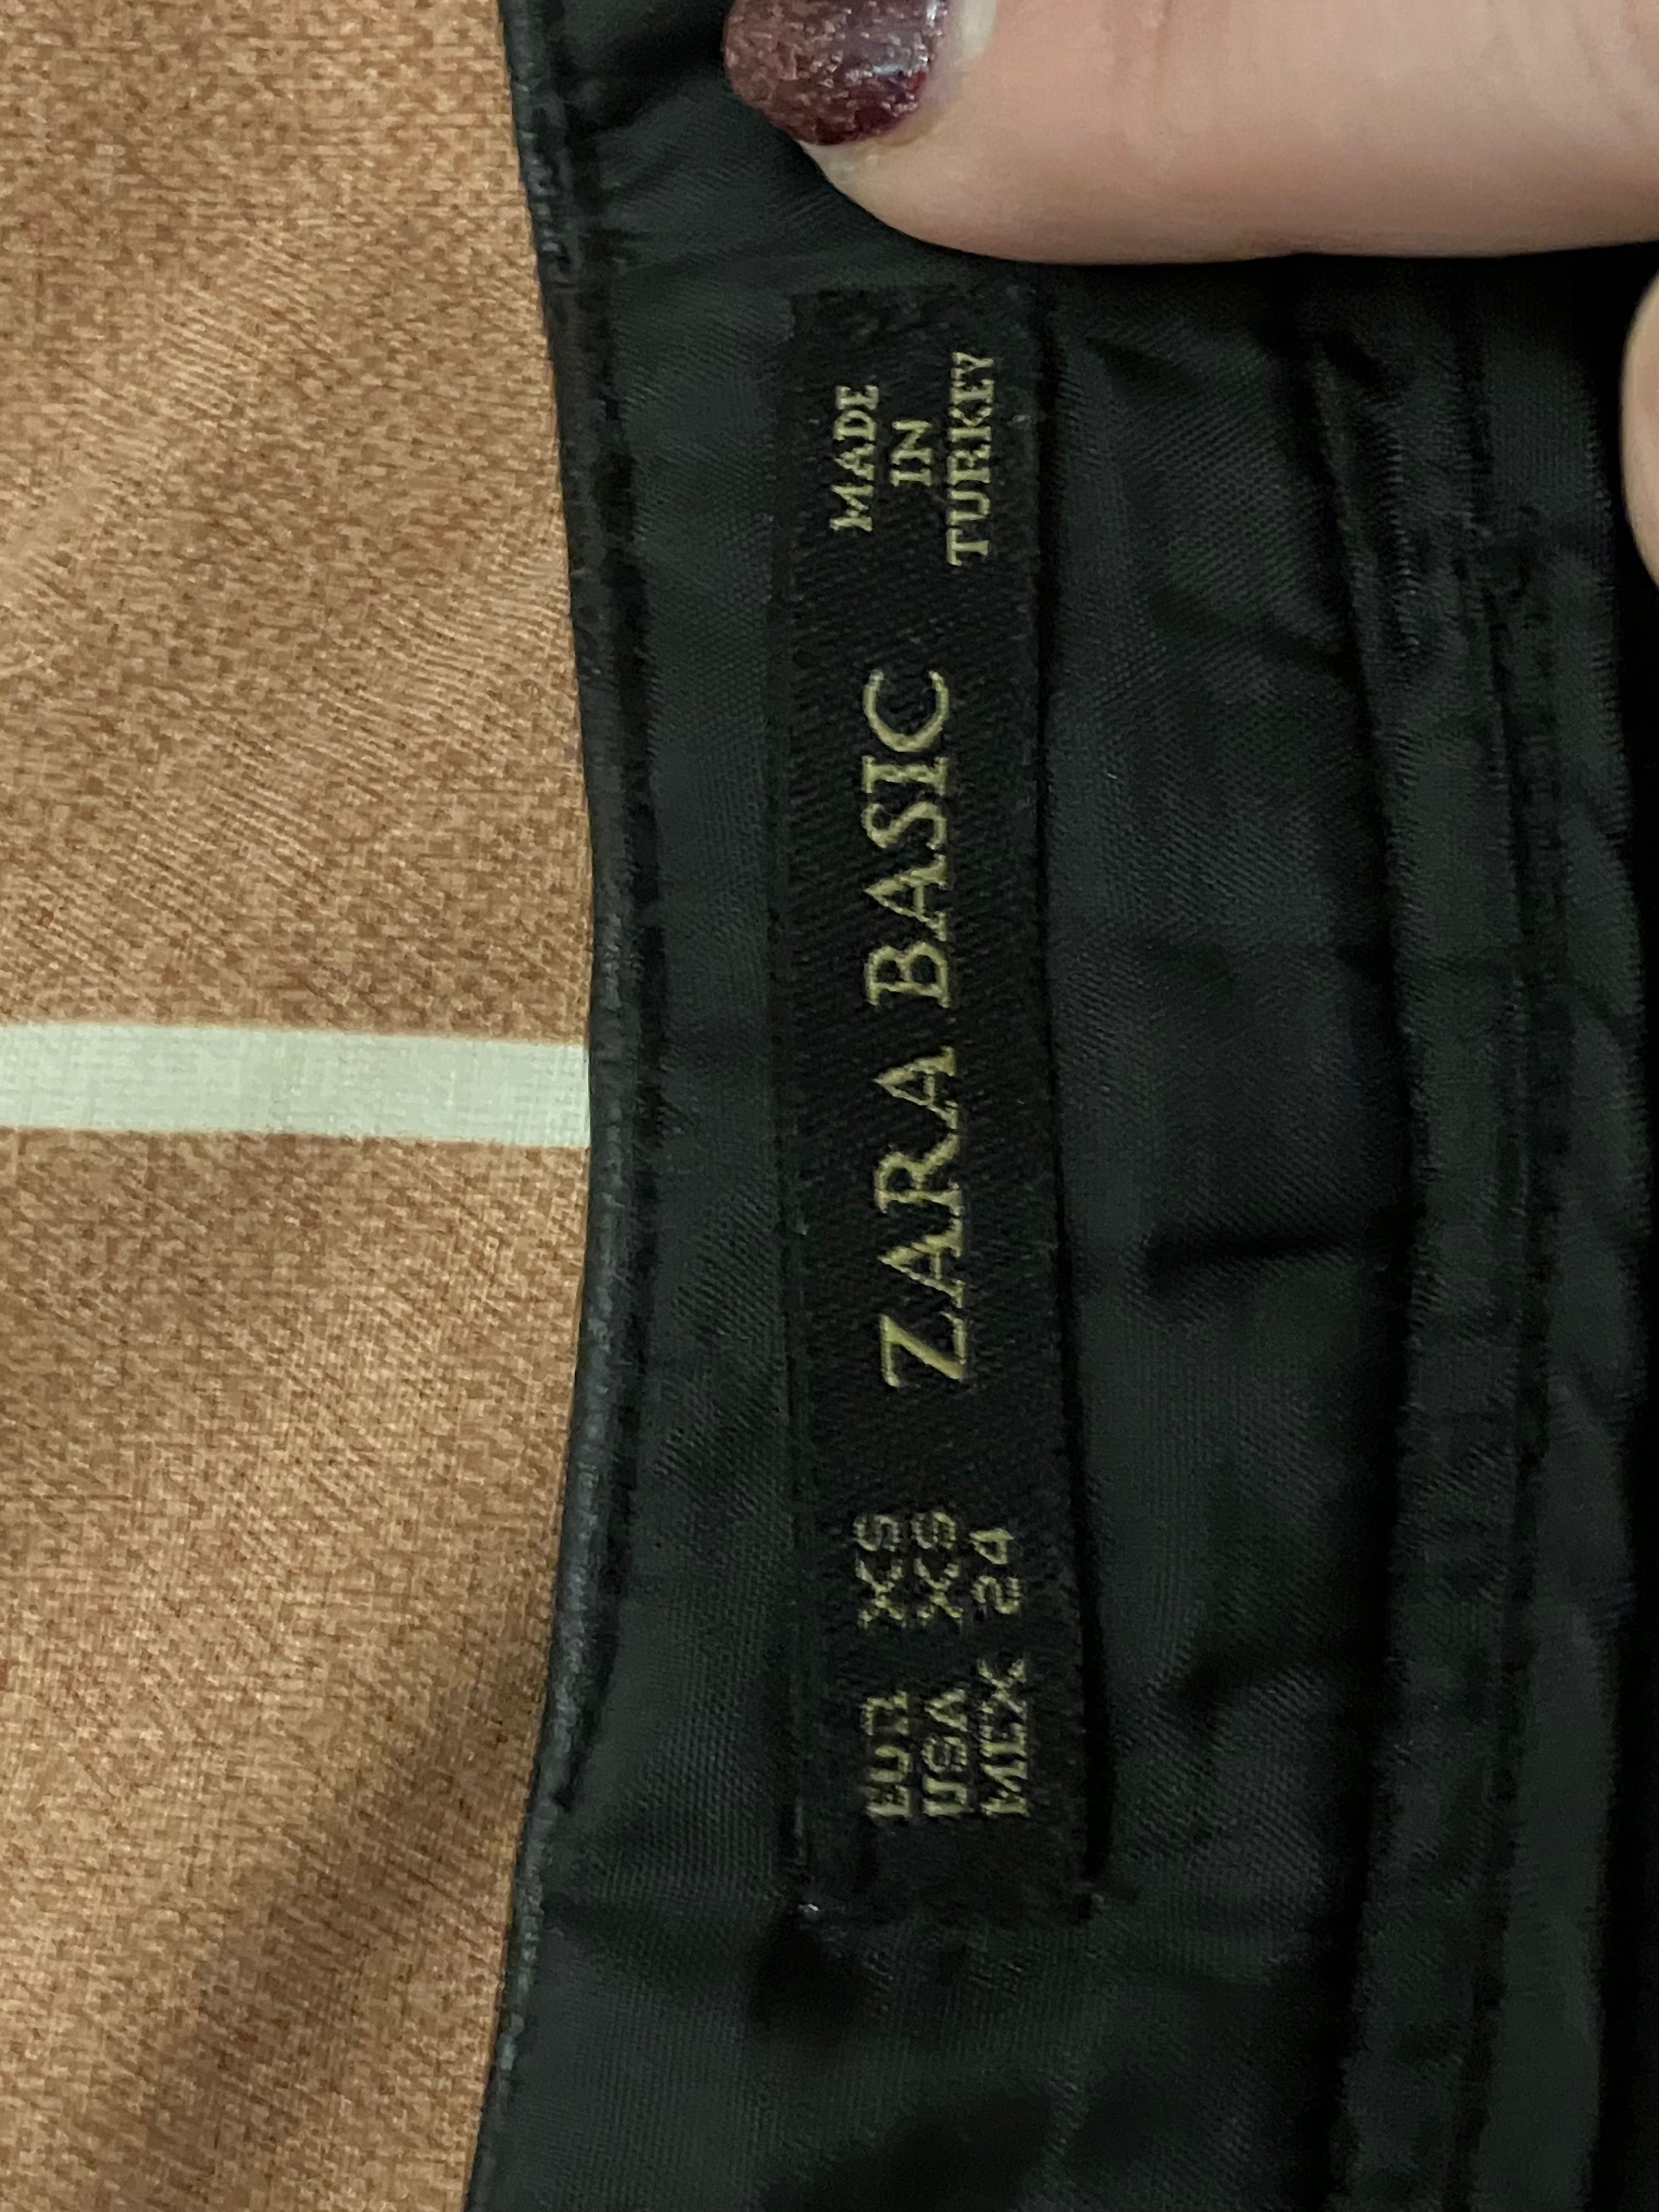 EUR XS
USA XS
MEX 24
ZARA BASIC
MADE
IN
TURKEY